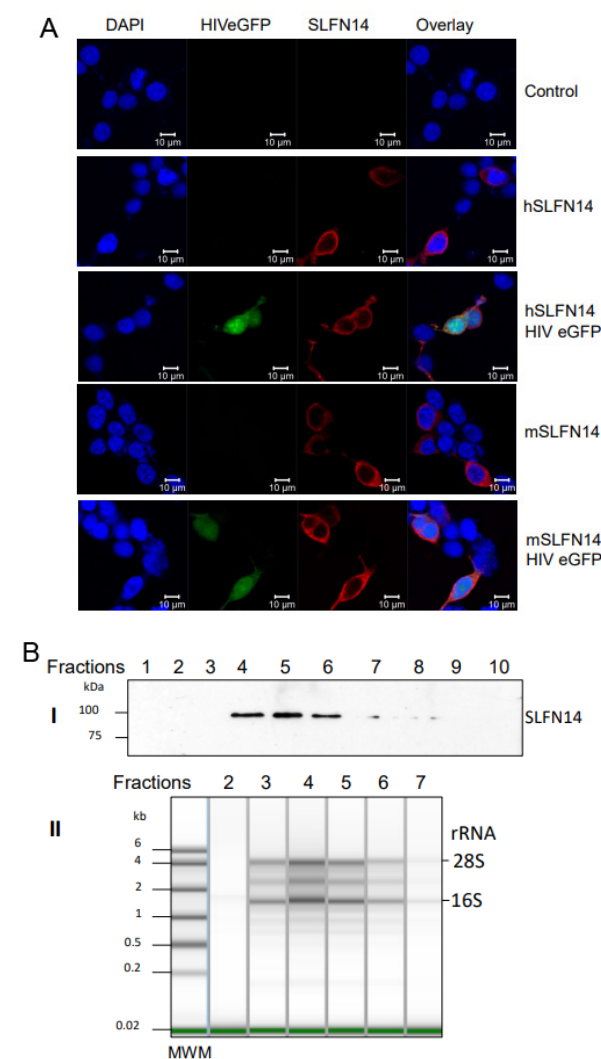 A
DAPI HIVeGFP SLFN14 Overlay
10 µm 10 µm 10 µm 10 µm
Control
10 µm 10 µm 10 µm 10 µm
hSLFN14
10 µm 10 µm 10 µm 10 µm
hSLFN14
HIV eGFP
10 µm 10 µm 10 µm 10 µm
mSLFN14
10 µm 10 µm 10 µm 10 µm
mSLFN14
HIV eGFP
B
Fractions 1 2 3 4 5 6 7 8 9 10
kDa
I
100
75
SLFN14
Fractions 2 3 4 5 6 7
II
kb
rRNA
6
4
28S
2
16S
1
0.5
0.2
0.02
MWM